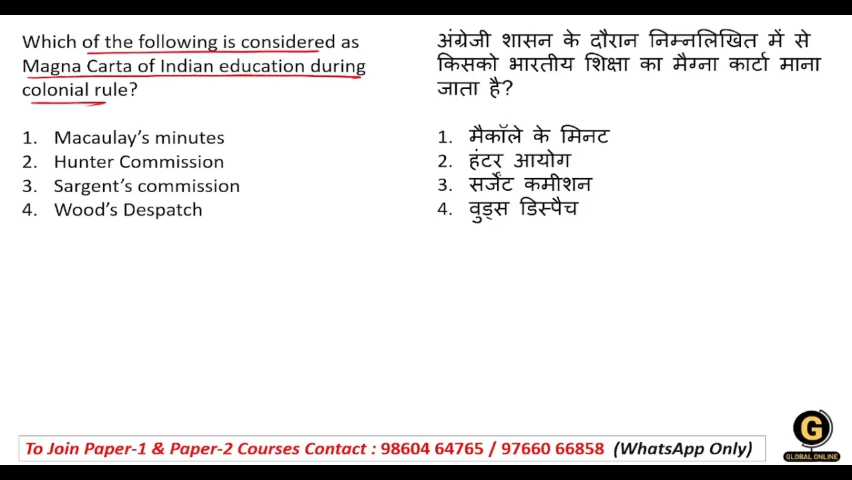 Which of the following is considered as
Magna Carta of Indian education during
colonial rule?
1. Macaulay's minutes
2. Hunter Commission
3. Sargent's commission
4. Wood's Despatch
अंग्रेजी शासन के दौरान निम्नलिखित में से
किसको भारतीय शिक्षा का मैग्ना कार्टा माना
जाता है?
1. मैकॉले के मिनट
2. हंटर आयोग
3. सर्जेंट कमीशन
4. वुड्स डिस्पैच
G
GLOBAL ONLINE
To Join Paper-1 & Paper-2 Courses Contact : 98604 64765 / 97660 66858 (WhatsApp Only)